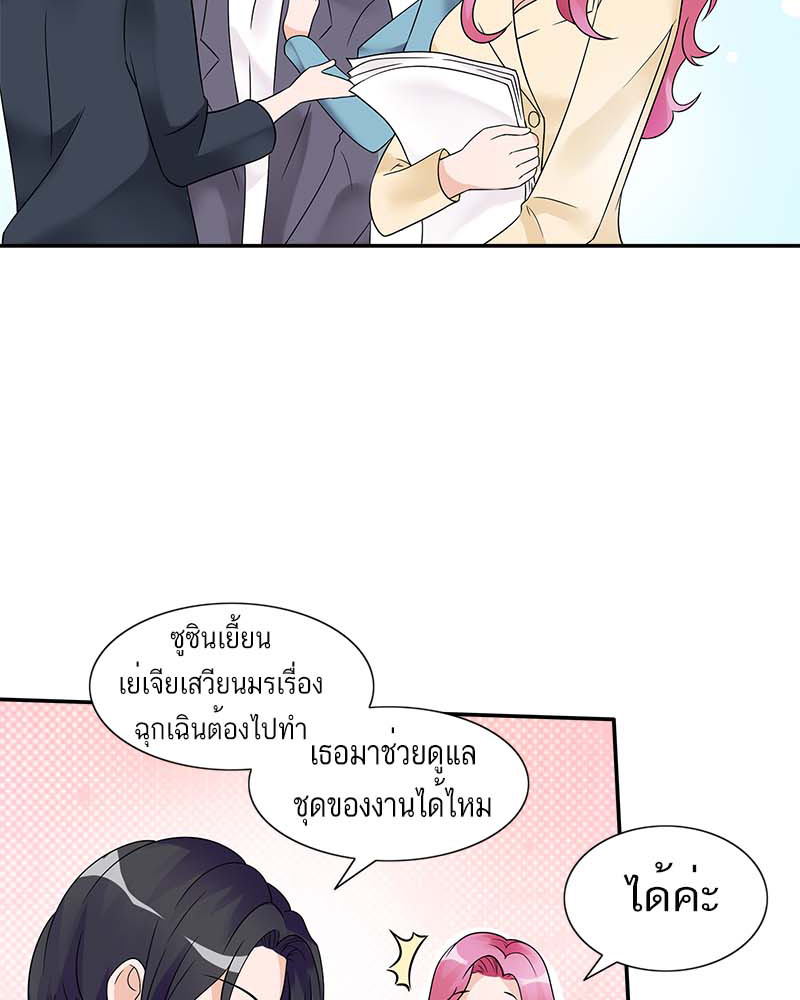 ซูซินเยี้ยน
เย่เจียเสวียนมรเรื่อง
ฉุกเฉินต้องไปทำ
เธอมาช่วยดูแล
ชุดของงานได้ไหม
ได้ค่ะ